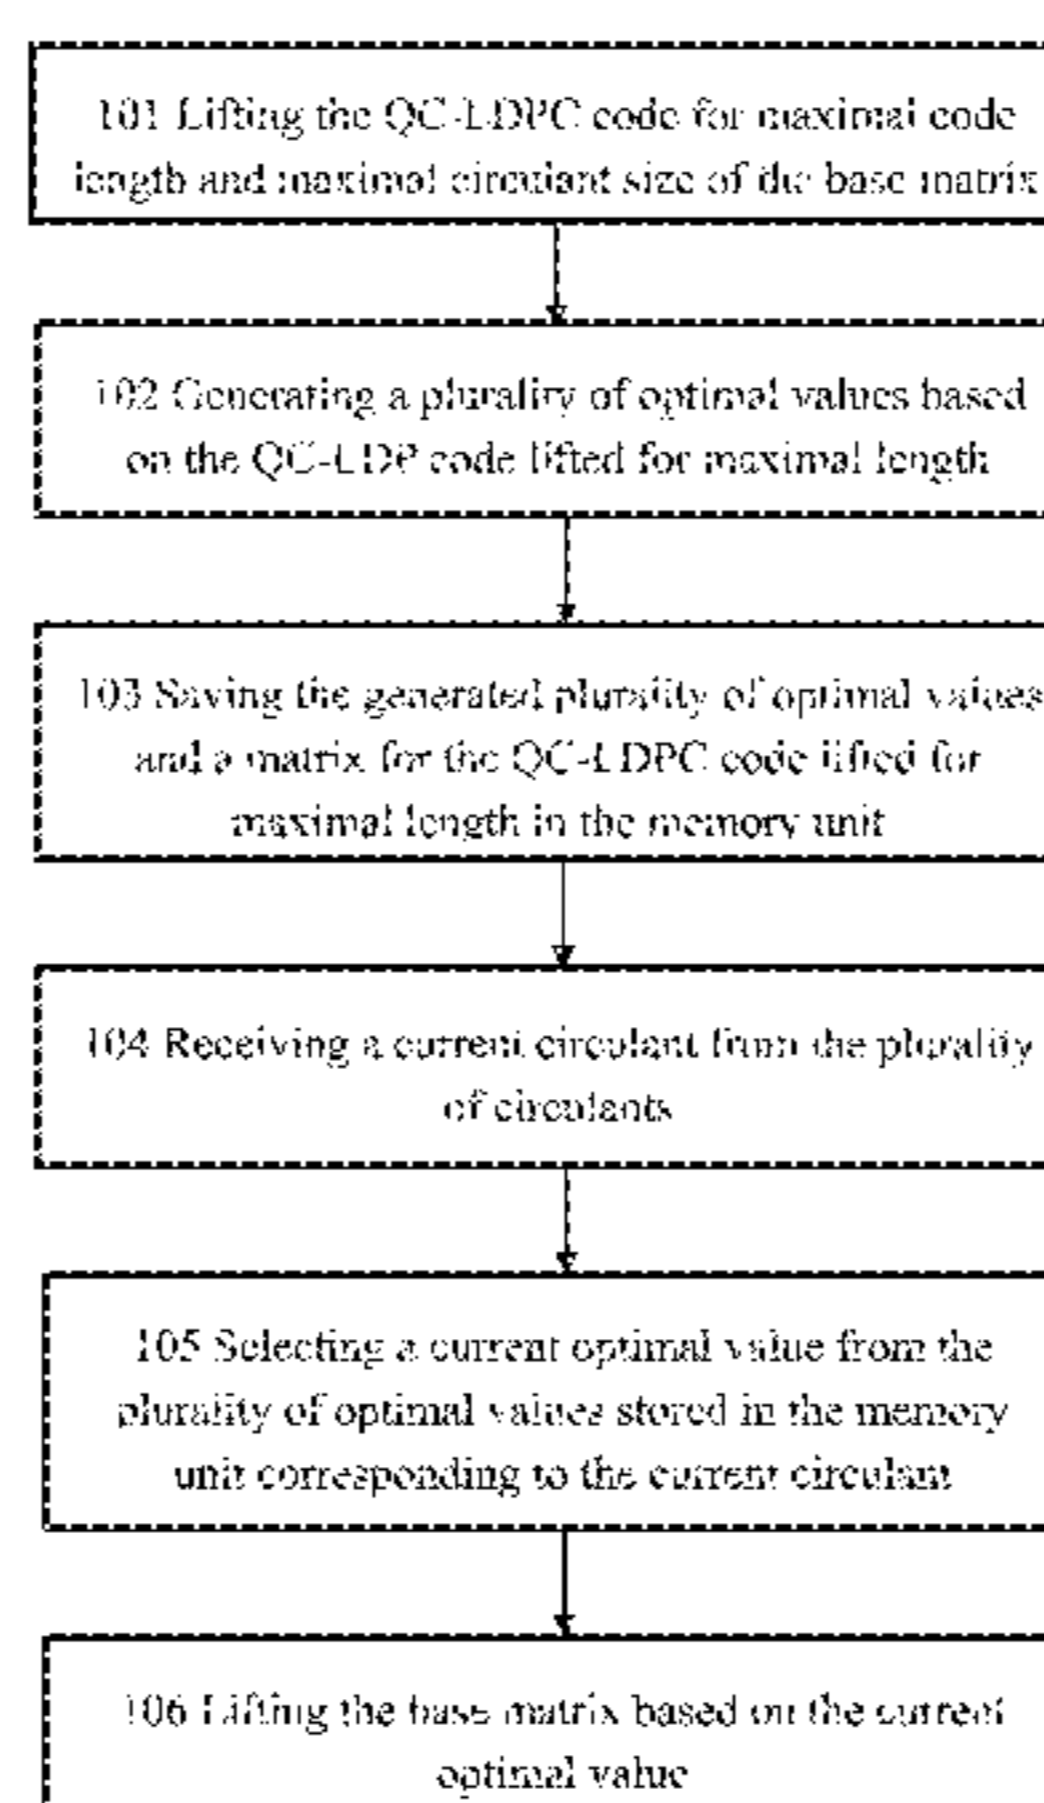 101 Lifting the QC-LDPC code for maximal code
length and maximal circulant size of the base matrix
102 Generating a plurality of optimal values based
on the QC-LDP code lifted for maximal length
103 Saving the generated plurality of optimal values
and a matrix for the QC-LDPC code lifted for
maximal length in the memory unit
104 Receiving a current circulant from the plurality
of circulants
105 Selecting a current optimal value from the
plurality of optimal values stored in the memory
unit corresponding to the current circulant
106 Lifting the base matrix based on the current
optimal value